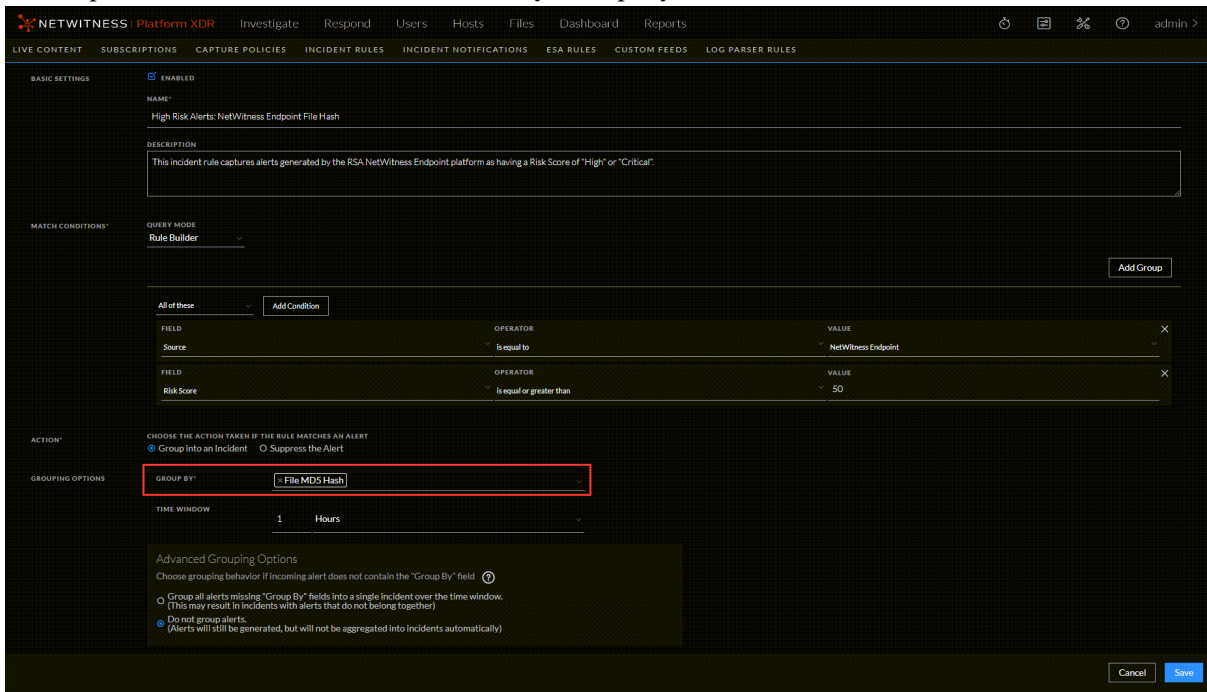 NETWITNESS Platform XDR Investigate Respond Users Hosts Files Dashboard Reports admin >
LIVE CONTENT SUBSCRIPTIONS CAPTURE POLICIES INCIDENT RULES INCIDENT NOTIFICATIONS ESA RULES CUSTOM FEEDS LOG PARSER RULES
BASIC SETTINGS ENABLED
NAME*
High Risk Alerts: NetWitness Endpoint File Hash
DESCRIPTION
This incident rule captures alerts generated by the RSA NetWitness Endpoint platform as having a Risk Score of "High" or "Critical".
MATCH CONDITIONS* QUERY MODE
Rule Builder
Add Group
All of these Add Condition
FIELD OPERATOR VALUE
Source is equal to NetWitness Endpoint
FIELD OPERATOR VALUE
Risk Score is equal or greater than 50
ACTION* CHOOSE THE ACTION TAKEN IF THE RULE MATCHES AN ALERT
Group into an Incident Suppress the Alert
GROUPING OPTIONS GROUP BY* × File MD5 Hash
TIME WINDOW
1 Hours
Advanced Grouping Options
Choose grouping behavior if incoming alert does not contain the "Group By" field ?
Group all alerts missing "Group By" fields into a single incident over the time window.
(This may result in incidents with alerts that do not belong together)
Do not group alerts.
(Alerts will still be generated, but will not be aggregated into incidents automatically)
Cancel Save